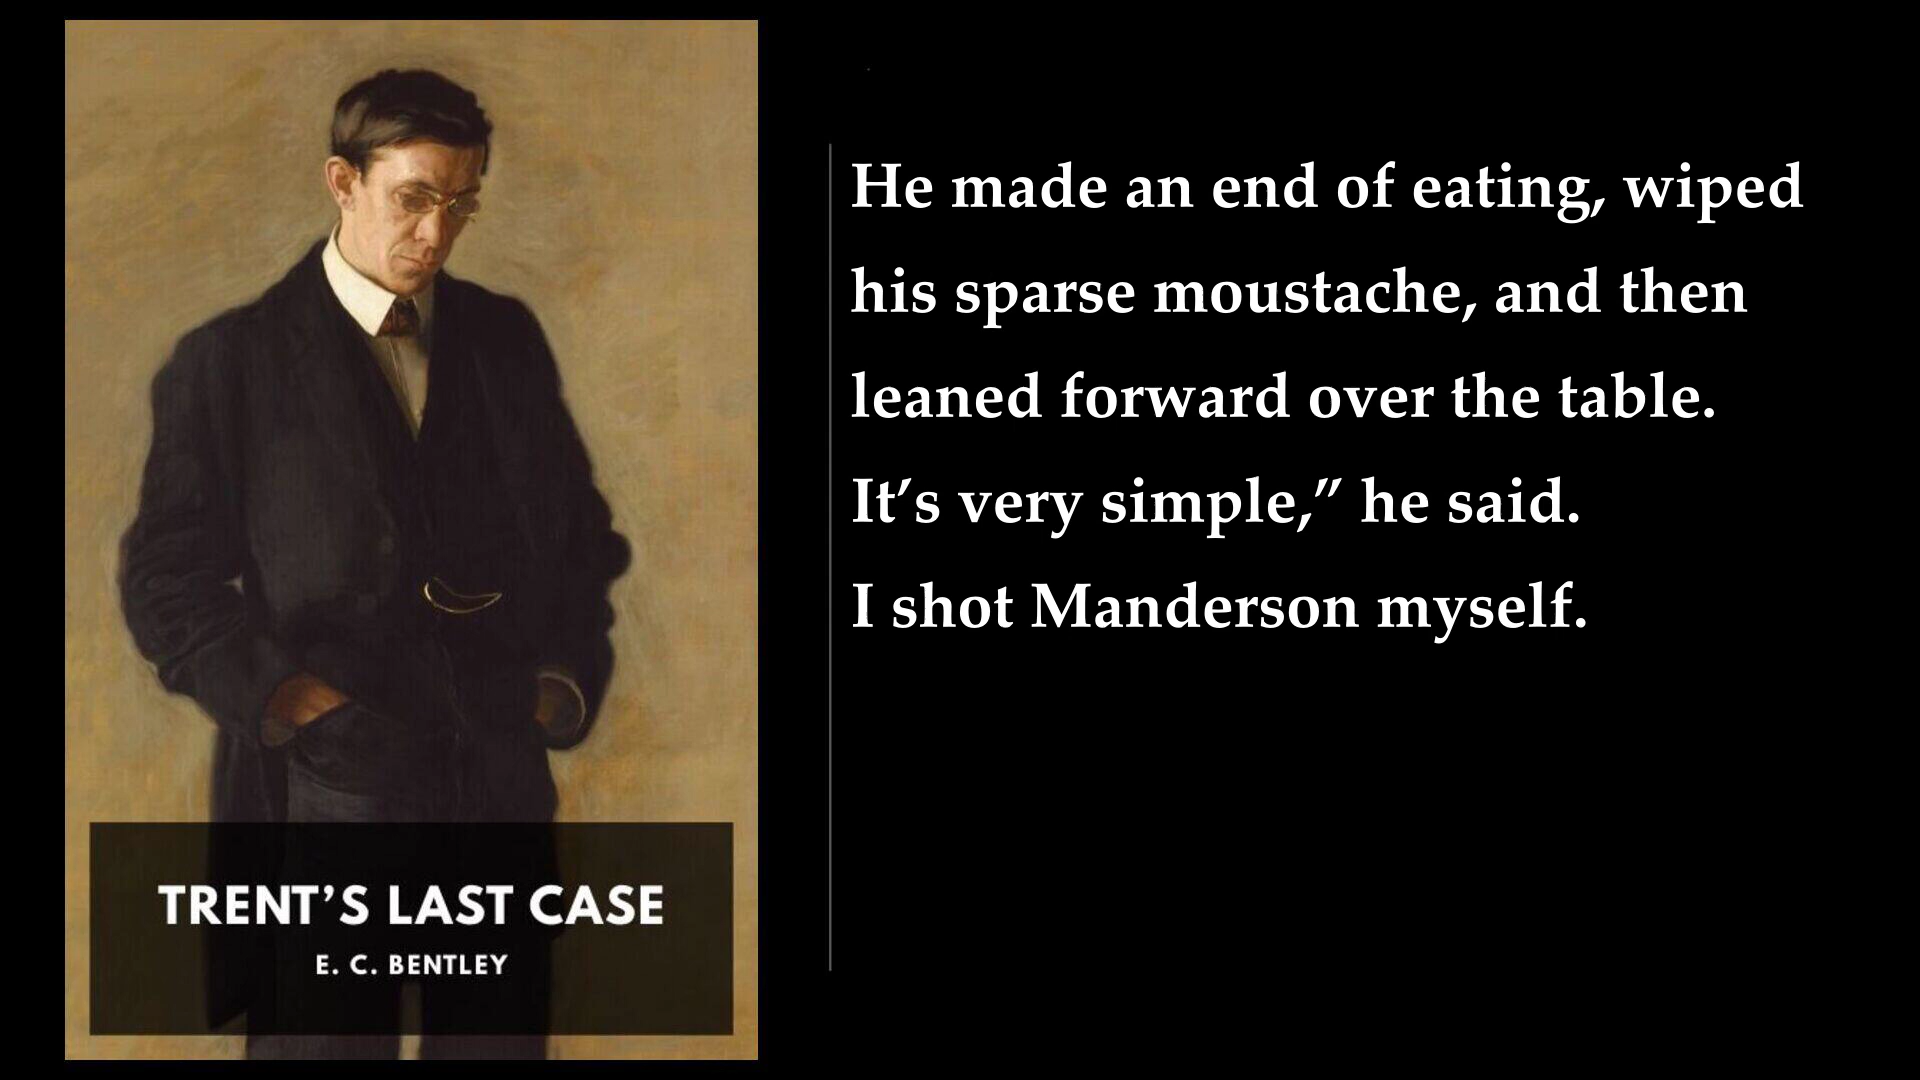 He made an end of eating, wiped
his sparse moustache, and then
leaned forward over the table.
It’s very simple,” he said.
I shot Manderson myself.
TRENT’S LAST CASE
E. C. BENTLEY